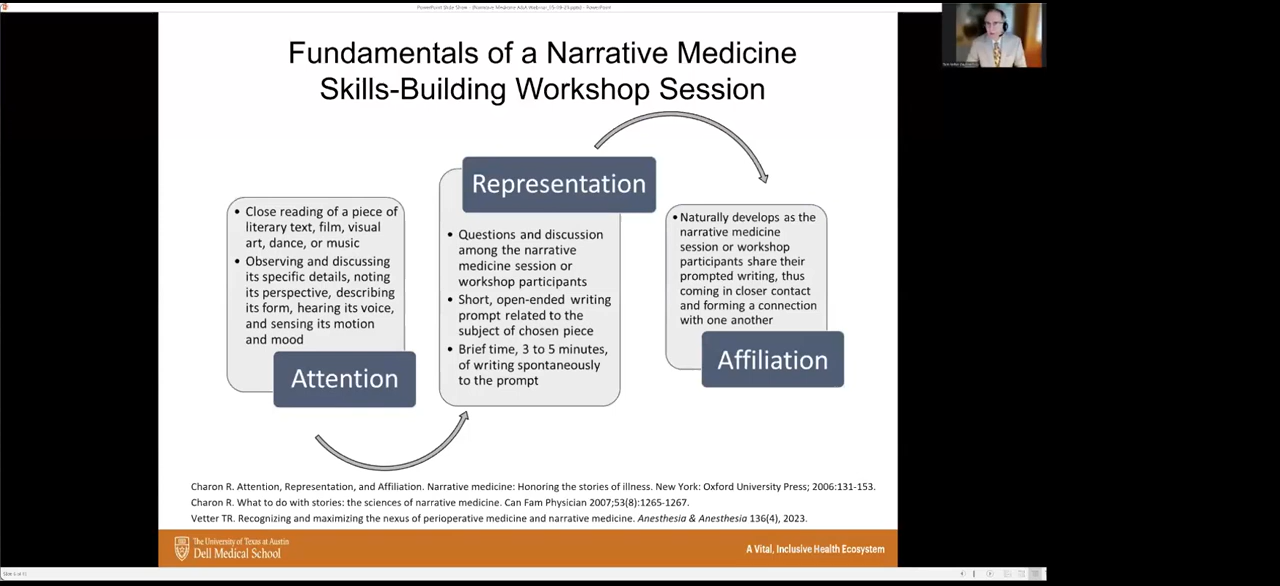 Fundamentals of a Narrative Medicine
Skills-Building Workshop Session
• Close reading of a piece of
literary text, film, visual
art, dance, or music
• Observing and discussing
its specific details, noting
its perspective, describing
its form, hearing its voice,
and sensing its motion
and mood
Attention
Representation
• Questions and discussion
among the narrative
medicine session or
workshop participants
• Short, open-ended writing
prompt related to the
subject of chosen piece
• Brief time, 3 to 5 minutes,
of writing spontaneously
to the prompt
• Naturally develops as the
narrative medicine
session or workshop
participants share their
prompted writing, thus
coming in closer contact
and forming a connection
with one another
Affiliation
Charon R. Attention, Representation, and Affiliation. Narrative medicine: Honoring the stories of illness. New York: Oxford University Press; 2006:131-153.
Charon R. What to do with stories: the sciences of narrative medicine. Can Fam Physician 2007;53(8):1265-1267.
Vetter TR. Recognizing and maximizing the nexus of perioperative medicine and narrative medicine. Anesthesia & Anesthesia 136(4), 2023.
The University of Texas at Austin
Dell Medical School
A Vital, Inclusive Health Ecosystem